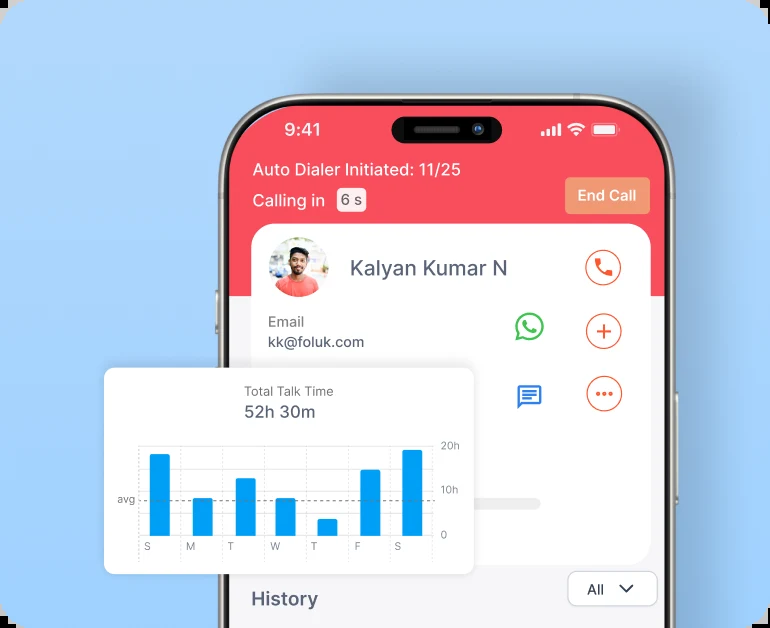 9:41
Auto Dialer Initiated: 11/25
Calling in 6 s
End Call
Kalyan Kumar N
Email
kk@foluk.com
Total Talk Time
52h 30m
20h
10h
avg
0
S M T W T F S
History
All